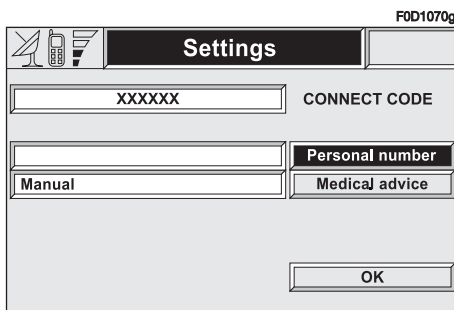 F0D1070g
Settings
XXXXXX CONNECT CODE
Personal number
Manual Medical advice
OK